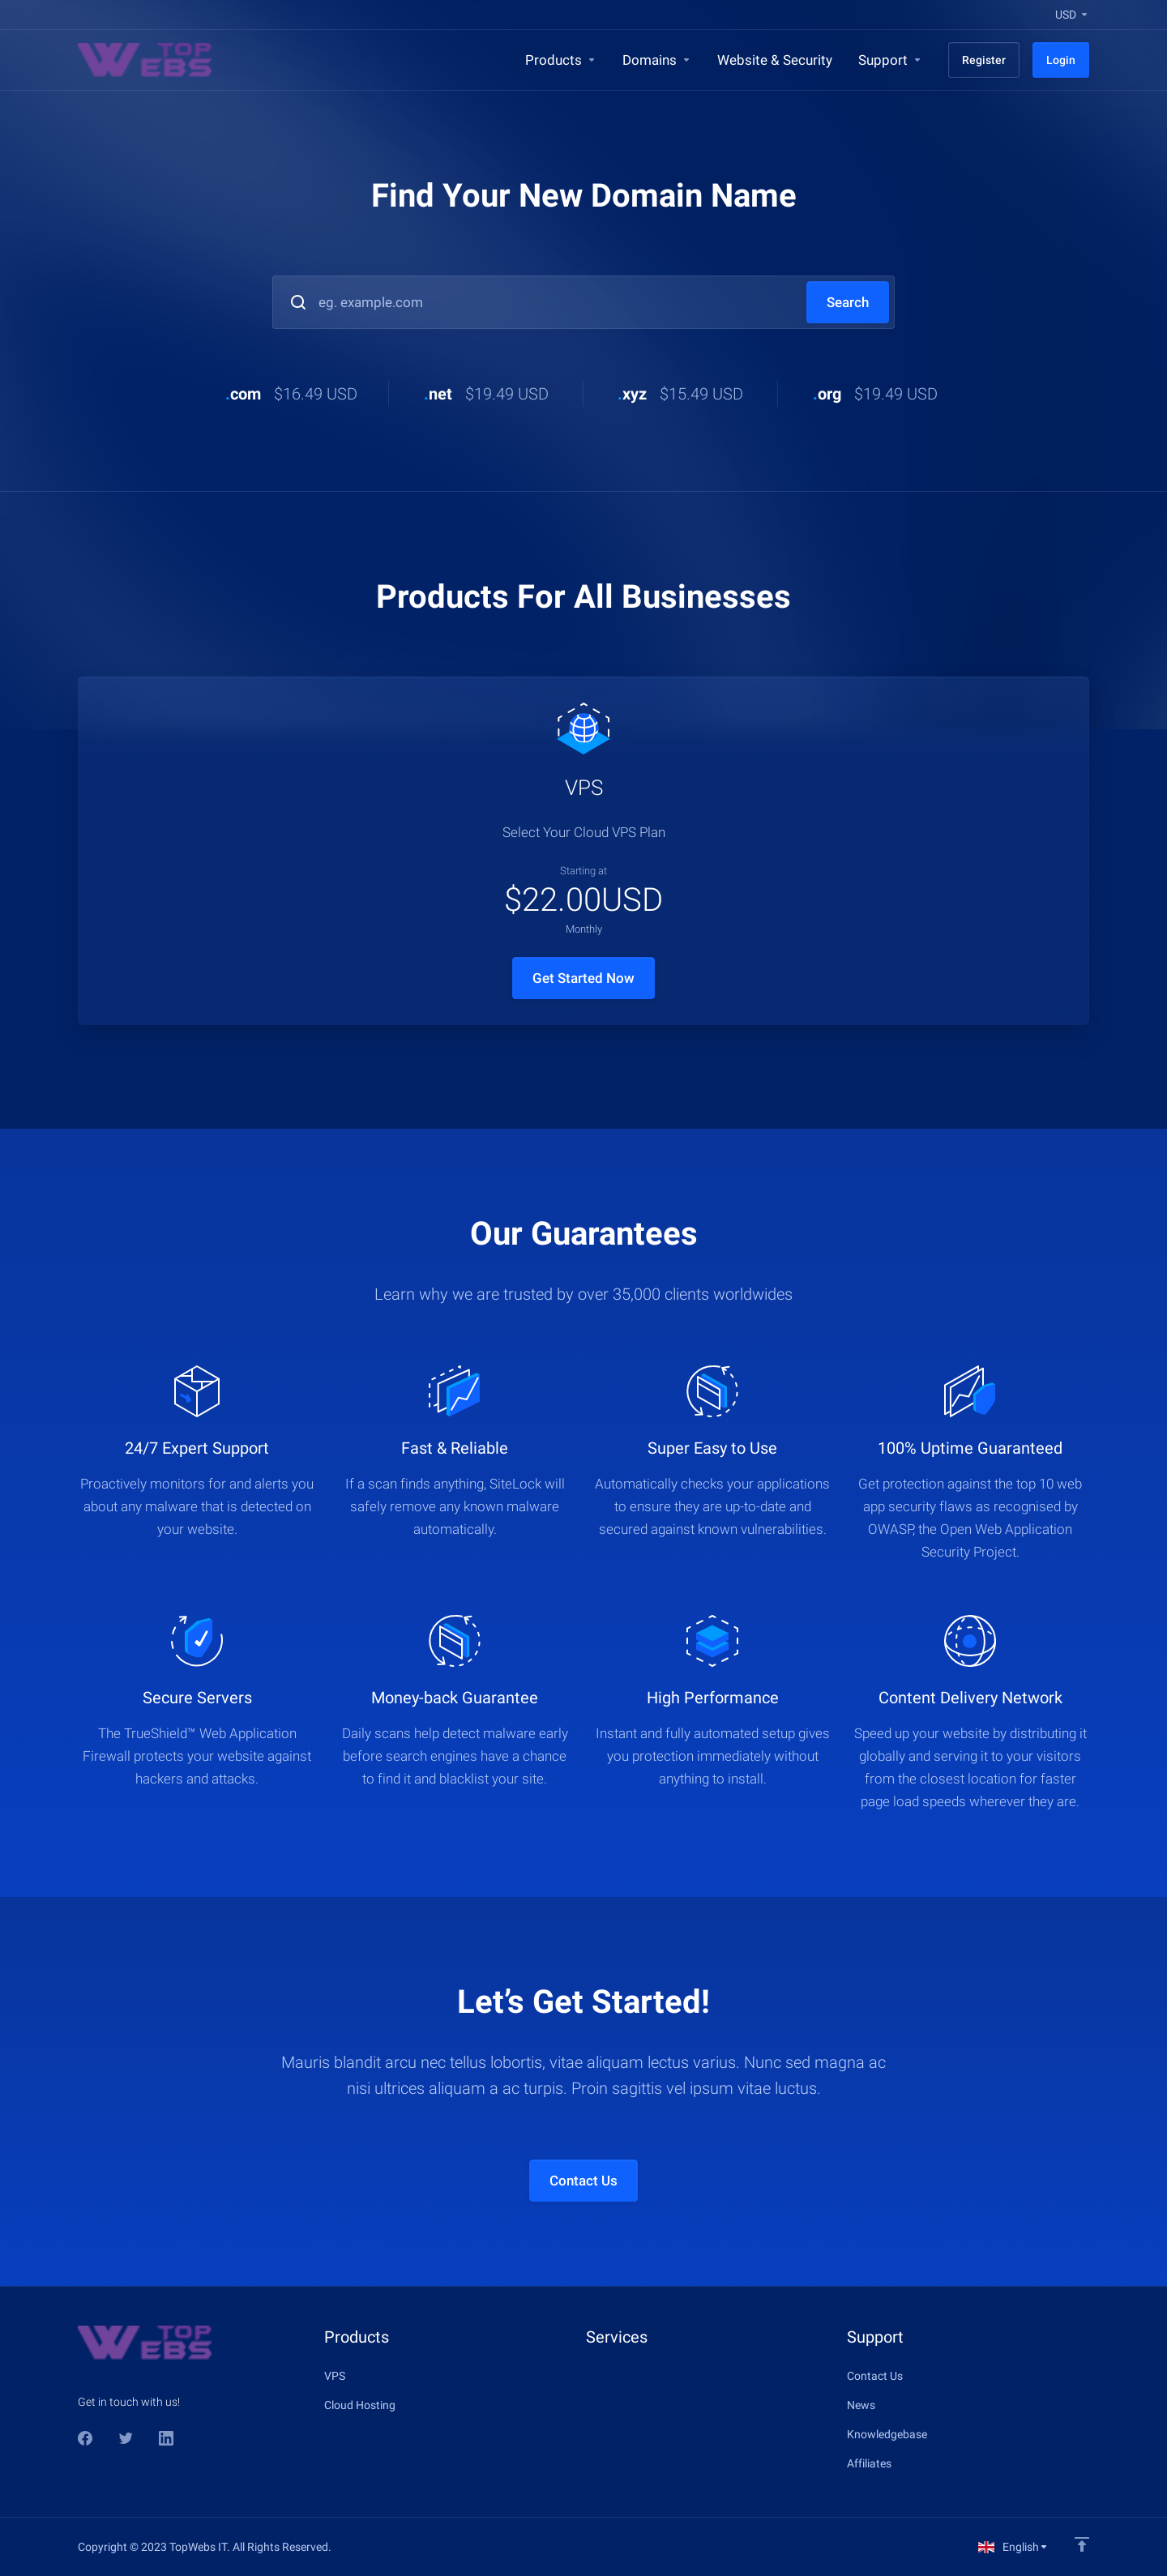 USD
TOP WEBS
Products
Domains
Website & Security
Support
Register
Login
Find Your New Domain Name
eg. example.com
Search
.com $16.49 USD
.net $19.49 USD
.xyz $15.49 USD
.org $19.49 USD
Products For All Businesses
VPS
Select Your Cloud VPS Plan
Starting at
$22.00USD
Monthly
Get Started Now
Our Guarantees
Learn why we are trusted by over 35,000 clients worldwides
24/7 Expert Support
Proactively monitors for and alerts you
about any malware that is detected on
your website.
Fast & Reliable
If a scan finds anything, SiteLock will
safely remove any known malware
automatically.
Super Easy to Use
Automatically checks your applications
to ensure they are up-to-date and
secured against known vulnerabilities.
100% Uptime Guaranteed
Get protection against the top 10 web
app security flaws as recognised by
OWASP, the Open Web Application
Security Project.
Secure Servers
The TrueShield™ Web Application
Firewall protects your website against
hackers and attacks.
Money-back Guarantee
Daily scans help detect malware early
before search engines have a chance
to find it and blacklist your site.
High Performance
Instant and fully automated setup gives
you protection immediately without
anything to install.
Content Delivery Network
Speed up your website by distributing it
globally and serving it to your visitors
from the closest location for faster
page load speeds wherever they are.
Let’s Get Started!
Mauris blandit arcu nec tellus lobortis, vitae aliquam lectus varius. Nunc sed magna ac
nisi ultrices aliquam a ac turpis. Proin sagittis vel ipsum vitae luctus.
Contact Us
TOP WEBS
Get in touch with us!
Products
VPS
Cloud Hosting
Services
Support
Contact Us
News
Knowledgebase
Affiliates
Copyright © 2023 TopWebs IT. All Rights Reserved.
English